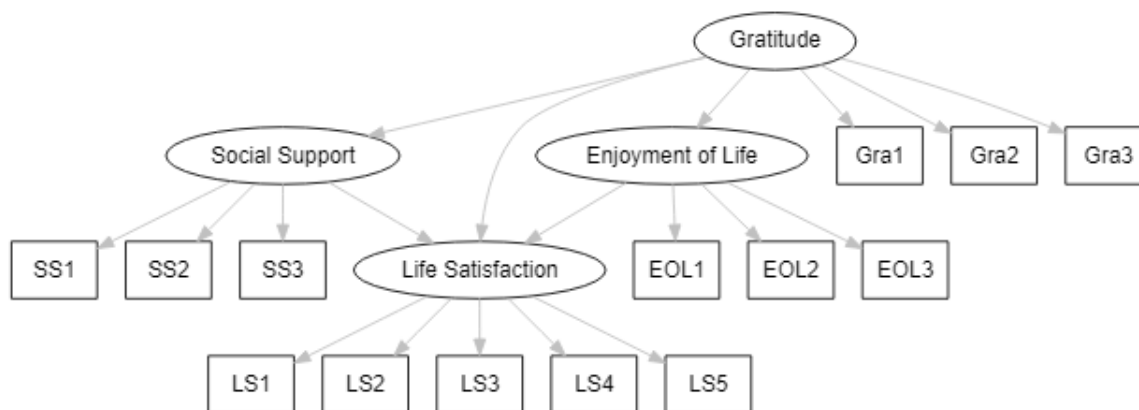 Gratitude
Social Support
Enjoyment of Life
Gra1
Gra2
Gra3
SS1
SS2
SS3
Life Satisfaction
EOL1
EOL2
EOL3
LS1
LS2
LS3
LS4
LS5